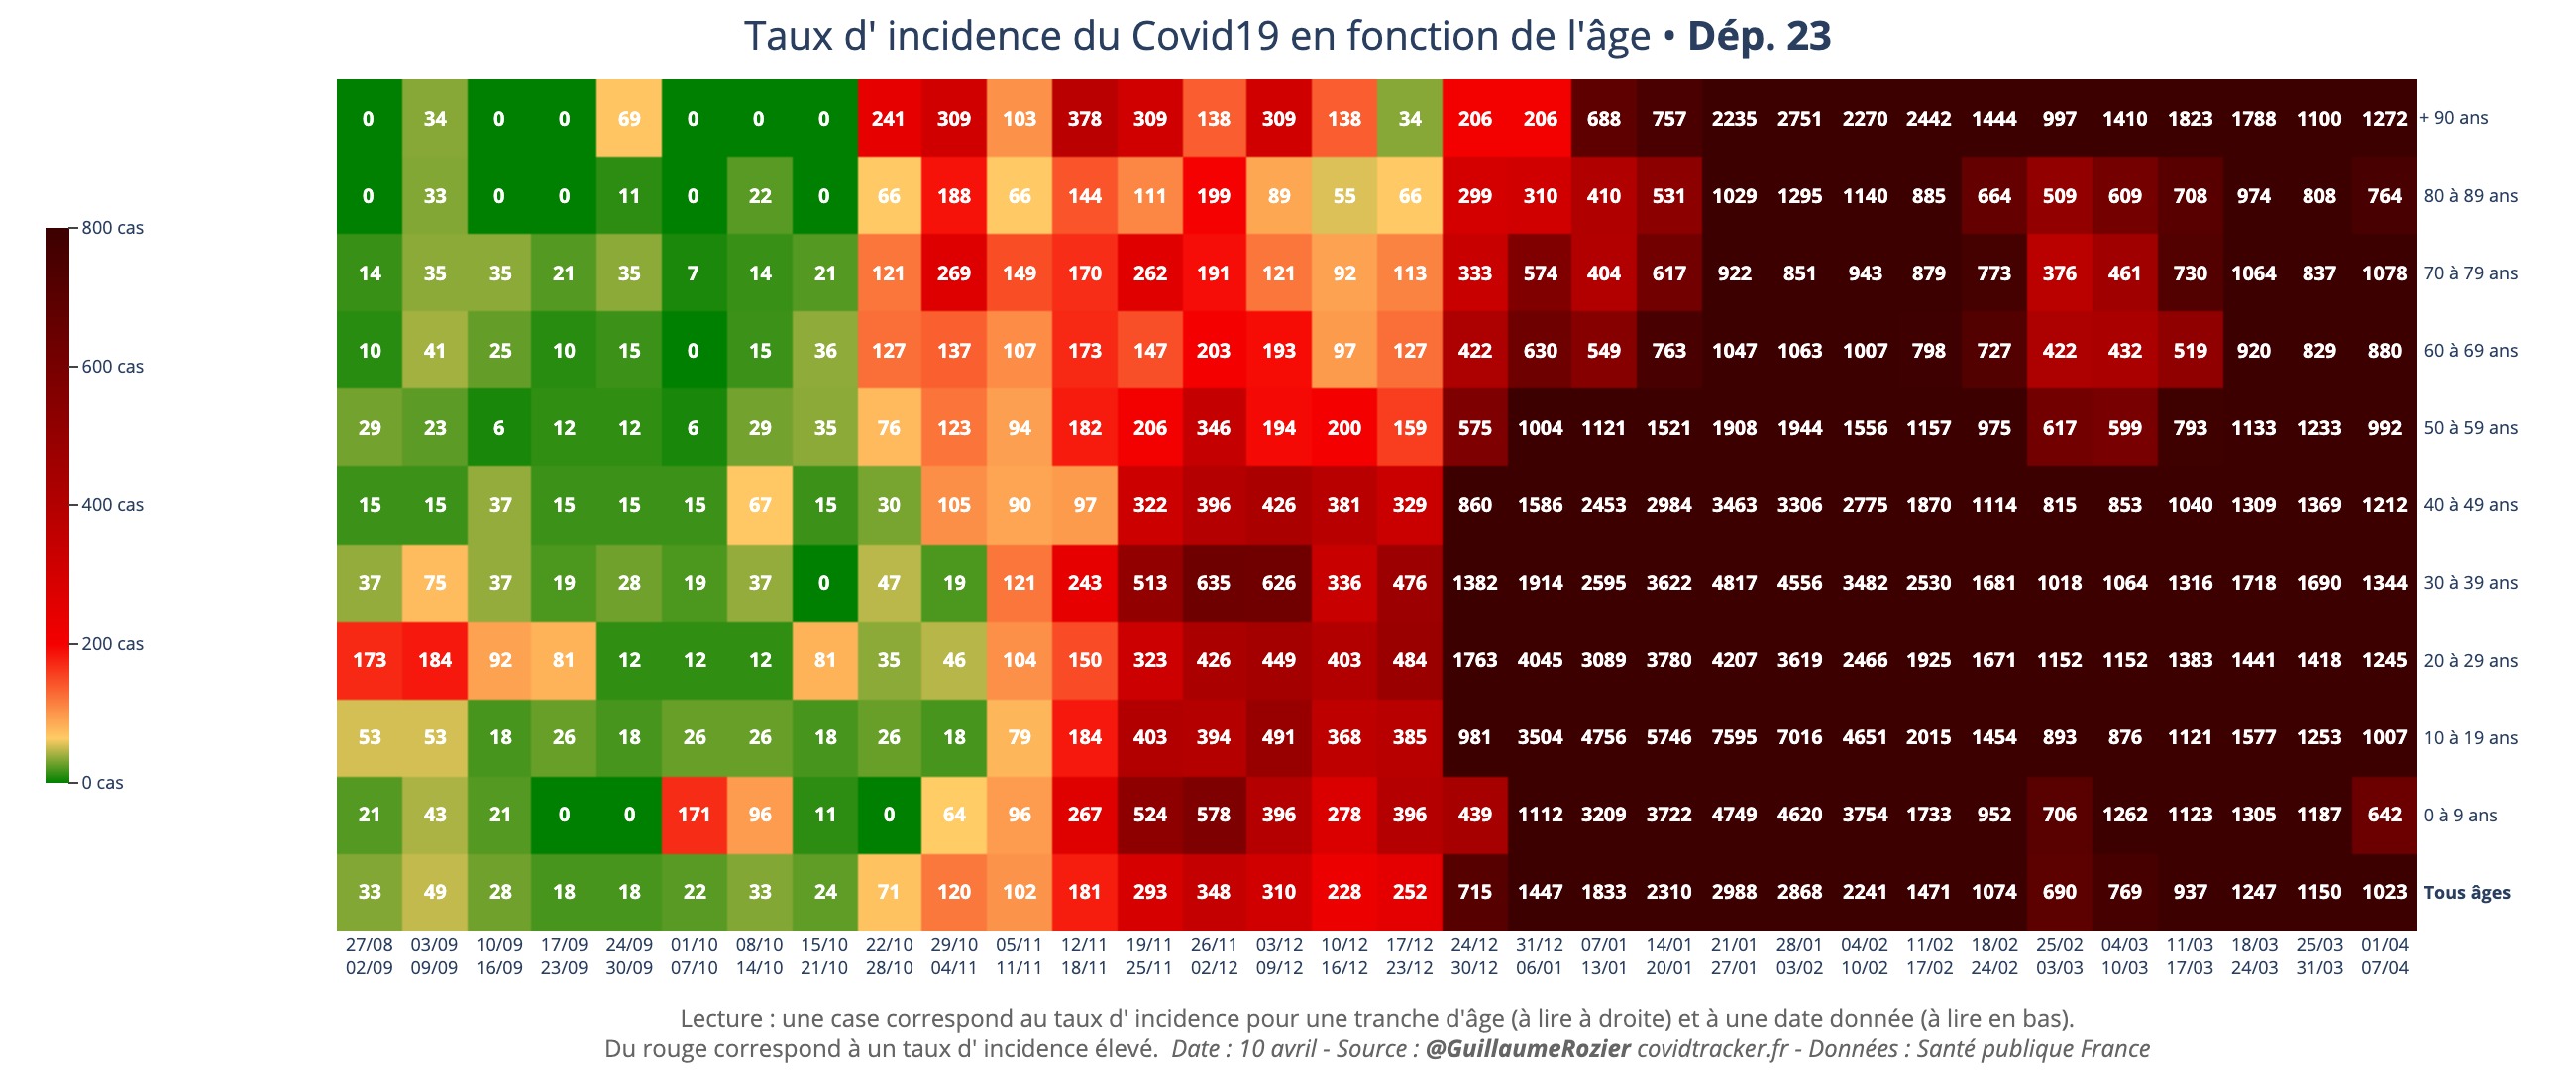 Taux d' incidence du Covid19 en fonction de l'âge • Dép. 23
0 34 0 0 69 0 0 0 241 309 103 378 309 138 309 138 34 206 206 688 757 2235 2751 2270 2442 1444 997 1410 1823 1788 1100 1272 + 90 ans
0 33 0 0 11 0 22 0 66 188 66 144 111 199 89 55 66 299 310 410 531 1029 1295 1140 885 664 509 609 708 974 808 764 80 à 89 ans
800 cas
14 35 35 21 35 7 14 21 121 269 149 170 262 191 121 92 113 333 574 404 617 922 851 943 879 773 376 461 730 1064 837 1078 70 à 79 ans
10 41 25 10 15 0 15 36 127 137 107 173 147 203 193 97 127 422 630 549 763 1047 1063 1007 798 727 422 432 519 920 829 880 60 à 69 ans
600 cas
29 23 6 12 12 6 29 35 76 123 94 182 206 346 194 200 159 575 1004 1121 1521 1908 1944 1556 1157 975 617 599 793 1133 1233 992 50 à 59 ans
400 cas
15 15 37 15 15 15 67 15 30 105 90 97 322 396 426 381 329 860 1586 2453 2984 3463 3306 2775 1870 1114 815 853 1040 1309 1369 1212 40 à 49 ans
37 75 37 19 28 19 37 0 47 19 121 243 513 635 626 336 476 1382 1914 2595 3622 4817 4556 3482 2530 1681 1018 1064 1316 1718 1690 1344 30 à 39 ans
200 cas
173 184 92 81 12 12 12 81 35 46 104 150 323 426 449 403 484 1763 4045 3089 3780 4207 3619 2466 1925 1671 1152 1152 1383 1441 1418 1245 20 à 29 ans
53 53 18 26 18 26 26 18 26 18 79 184 403 394 491 368 385 981 3504 4756 5746 7595 7016 4651 2015 1454 893 876 1121 1577 1253 1007 10 à 19 ans
0 cas
21 43 21 0 0 171 96 11 0 64 96 267 524 578 396 278 396 439 1112 3209 3722 4749 4620 3754 1733 952 706 1262 1123 1305 1187 642 0 à 9 ans
33 49 28 18 18 22 33 24 71 120 102 181 293 348 310 228 252 715 1447 1833 2310 2988 2868 2241 1471 1074 690 769 937 1247 1150 1023 Tous âges
27/08 03/09 10/09 17/09 24/09 01/10 08/10 15/10 22/10 29/10 05/11 12/11 19/11 26/11 03/12 10/12 17/12 24/12 31/12 07/01 14/01 21/01 28/01 04/02 11/02 18/02 25/02 04/03 11/03 18/03 25/03 01/04
02/09 09/09 16/09 23/09 30/09 07/10 14/10 21/10 28/10 04/11 11/11 18/11 25/11 02/12 09/12 16/12 23/12 30/12 06/01 13/01 20/01 27/01 03/02 10/02 17/02 24/02 03/03 10/03 17/03 24/03 31/03 07/04
Lecture : une case correspond au taux d' incidence pour une tranche d'âge (à lire à droite) et à une date donnée (à lire en bas).
Du rouge correspond à un taux d' incidence élevé. Date : 10 avril - Source : @GuillaumeRozier covidtracker.fr - Données : Santé publique France